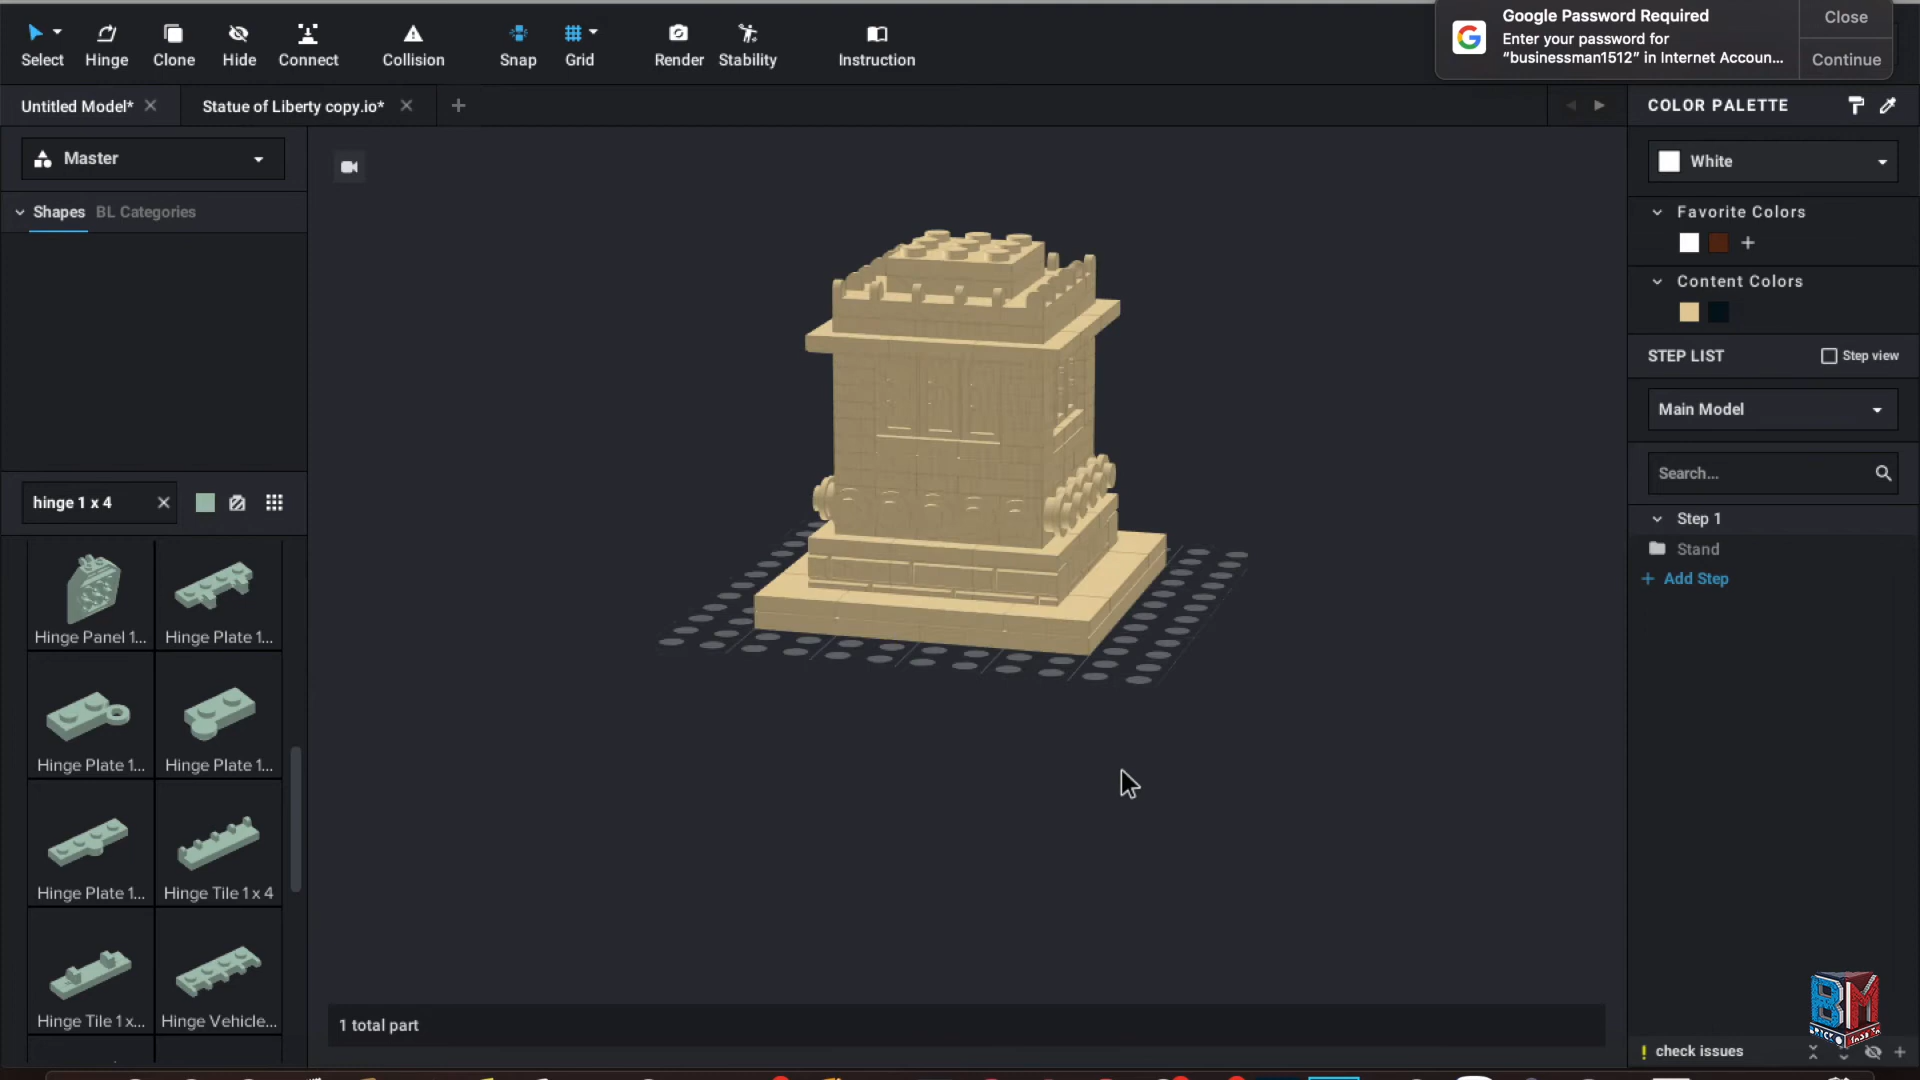 Select
Hinge
Clone
Hide
Connect
Collision
Snap
Grid
Render
Stability
Instruction
Google Password Required
Enter your password for
“businessman1512” in Internet Accoun...
Close
Continue
Untitled Model*
Statue of Liberty copy.io*
COLOR PALETTE
Master
White
Shapes
BL Categories
Favorite Colors
Content Colors
STEP LIST
Step view
Main Model
Search...
hinge 1 x 4
Step 1
Stand
Add Step
Hinge Panel 1...
Hinge Plate 1...
Hinge Plate 1...
Hinge Plate 1...
Hinge Plate 1...
Hinge Tile 1 x 4
Hinge Tile 1 x...
Hinge Vehicle...
1 total part
BM
check issues